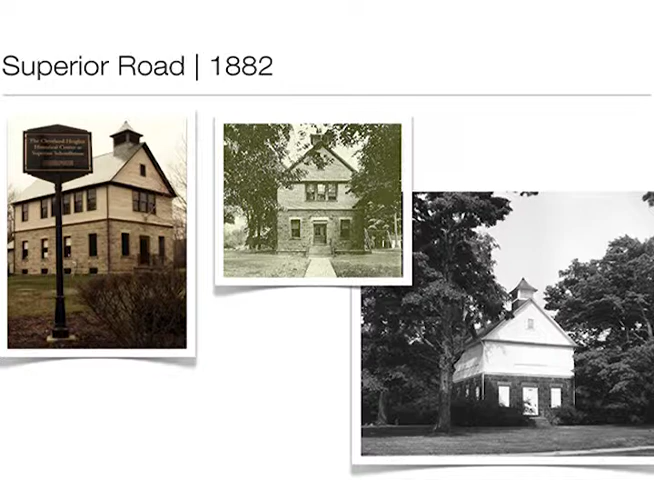 Superior Road | 1882
The Cleveland Heights
Historical Center at
Superior Schoolhouse